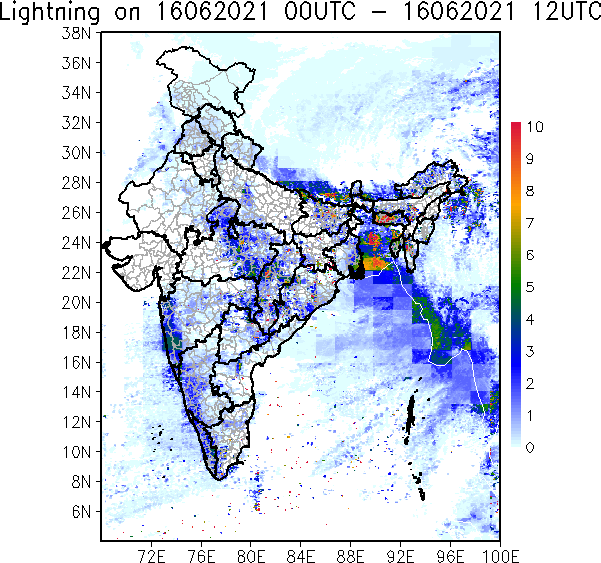 Lightning on 16062021 00UTC – 16062021 12UTC
38N
36N
34N
32N
30N
28N
26N
24N
22N
20N
18N
16N
14N
12N
10N
8N
6N
72E 76E 80E 84E 88E 92E 96E 100E
10
9
8
7
6
5
4
3
2
1
0